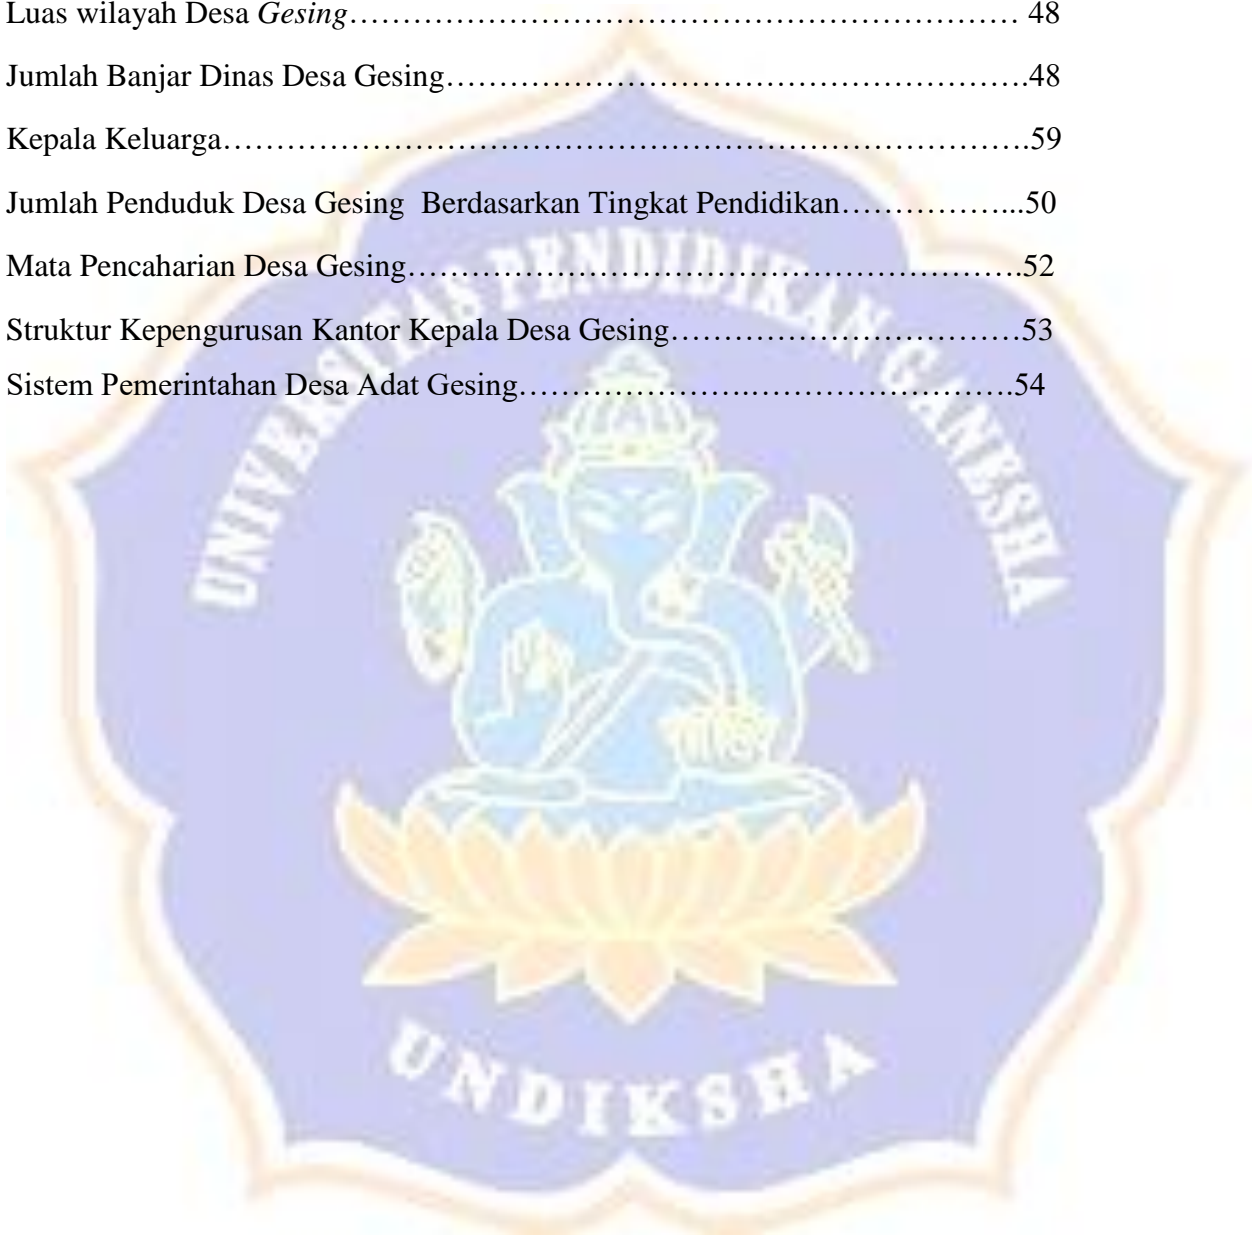 Luas wilayah Desa Gesing……………………………………………………… 48
Jumlah Banjar Dinas Desa Gesing……………………………………………….48
Kepala Keluarga………………………………………………………………….59
Jumlah Penduduk Desa Gesing  Berdasarkan Tingkat Pendidikan……………...50
Mata Pencaharian Desa Gesing………………………………………………….52
Struktur Kepengurusan Kantor Kepala Desa Gesing……………………………53
Sistem Pemerintahan Desa Adat Gesing………………….…………………….54
UNIVERSITAS PENDIDIKAN GANESHA
UNDIKSHA